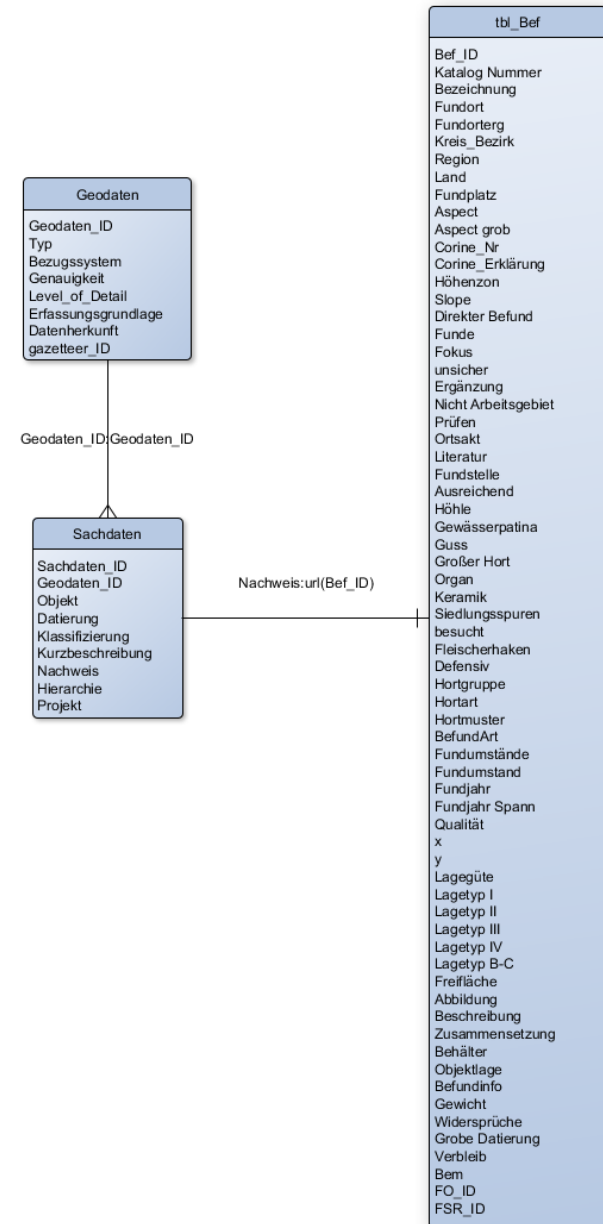 Geodaten
Geodaten_ID
Typ
Bezugssystem
Genauigkeit
Level_of_Detail
Erfassungsgrundlage
Datenherkunft
gazetteer_ID
Geodaten_ID:Geodaten_ID
Sachdaten
Sachdaten_ID
Geodaten_ID
Objekt
Datierung
Klassifizierung
Kurzbeschreibung
Nachweis
Hierarchie
Projekt
Nachweis:url(Bef_ID)
tbl_Bef
Bef_ID
Katalog Nummer
Bezeichnung
Fundort
Fundorterg
Kreis_Bezirk
Region
Land
Fundplatz
Aspect
Aspect grob
Corine_Nr
Corine_Erklärung
Höhenzon
Slope
Direkter Befund
Funde
Fokus
unsicher
Ergänzung
Nicht Arbeitsgebiet
Prüfen
Ortsakt
Literatur
Fundstelle
Ausreichend
Höhle
Gewässerpatina
Guss
Großer Hort
Organ
Keramik
Siedlungsspuren
besucht
Fleischerhaken
Defensiv
Hortgruppe
Hortart
Hortmuster
BefundArt
Fundumstände
Fundumstand
Fundjahr
Fundjahr Spann
Qualität
x
y
Lagegüte
Lagetyp I
Lagetyp II
Lagetyp III
Lagetyp IV
Lagetyp B-C
Freifläche
Abbildung
Beschreibung
Zusammensetzung
Behälter
Objektlage
Befundinfo
Gewicht
Widersprüche
Grobe Datierung
Verbleib
Bem
FO_ID
FSR_ID